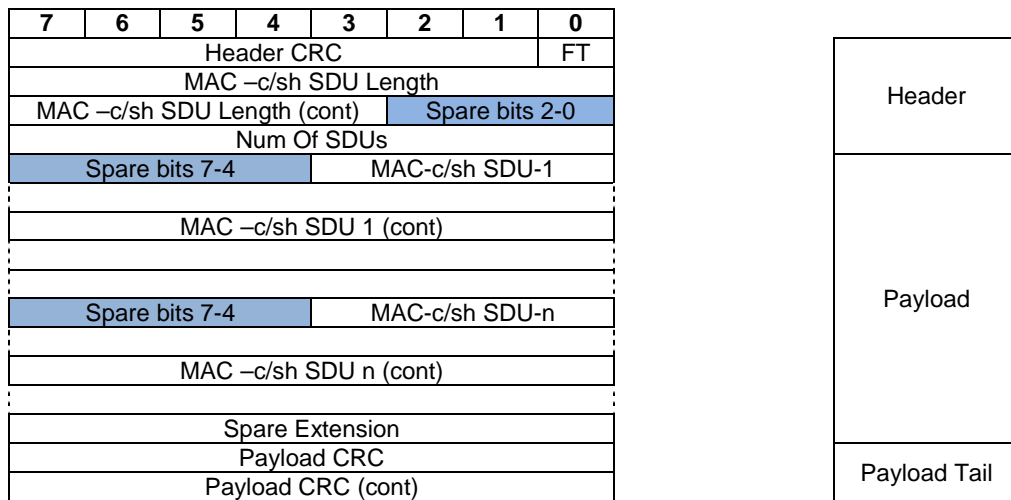 7 6 5 4 3 2 1 0
Header CRC FT
MAC –c/sh SDU Length
MAC –c/sh SDU Length (cont) Spare bits 2-0
Num Of SDUs
Spare bits 7-4 MAC-c/sh SDU-1
MAC –c/sh SDU 1 (cont)
Spare bits 7-4 MAC-c/sh SDU-n
MAC –c/sh SDU n (cont)
Spare Extension
Payload CRC
Payload CRC (cont)
Header
Payload
Payload Tail